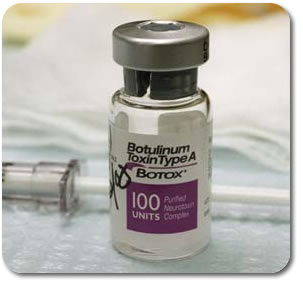 Botulinum
Toxin Type A
BOTOX®
100 UNITS
Purified
Neurotoxin
Complex